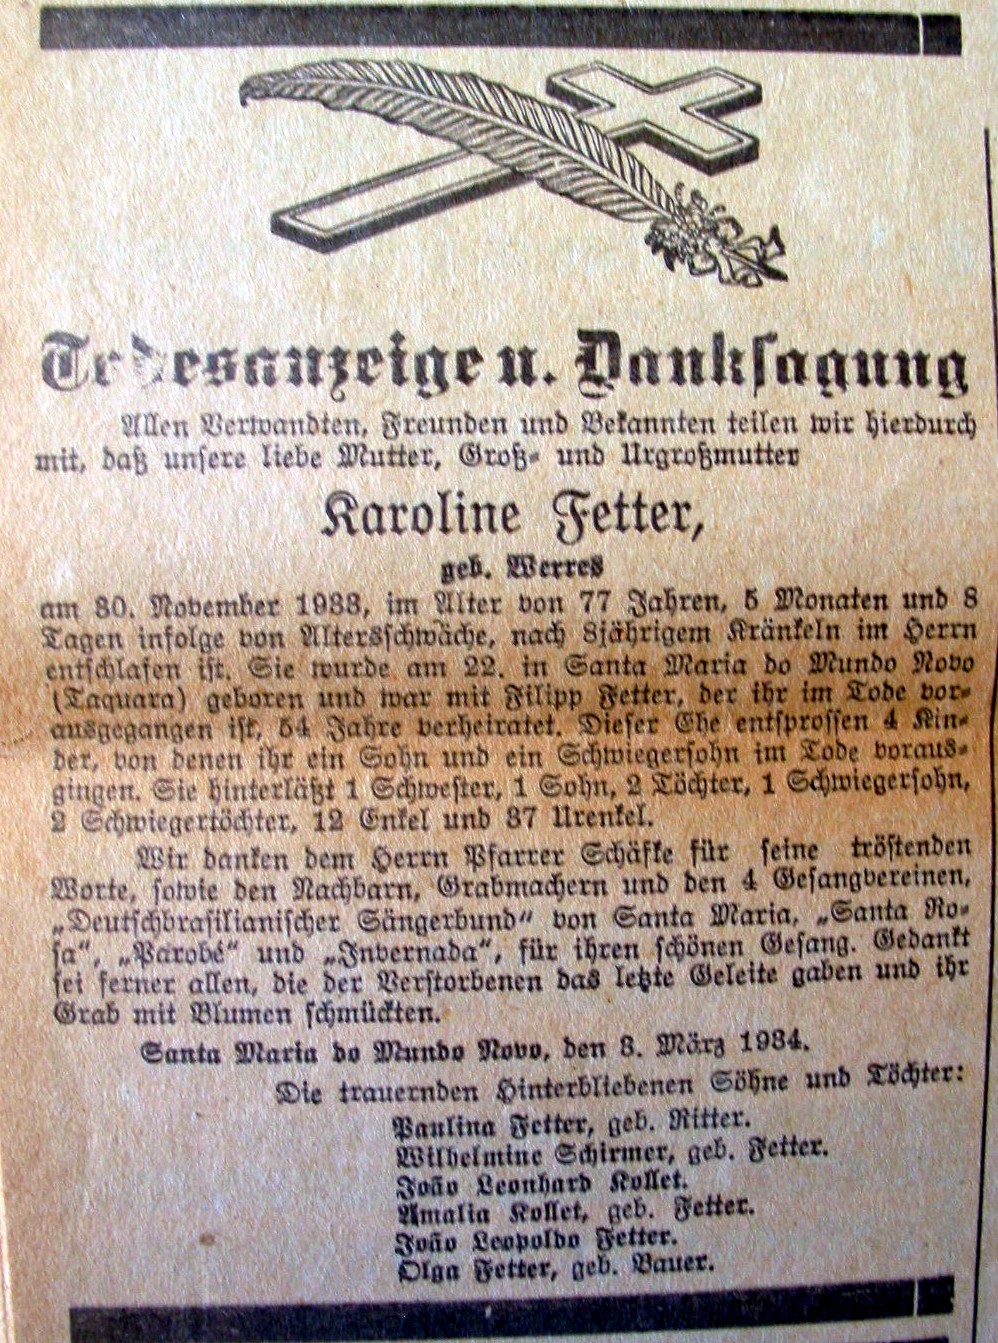 Todesanzeige u. Danksagung
Allen Verwandten, Freunden und Bekannten teilen wir hierdurch
mit, daß unsere liebe Mutter, Groß- und Urgroßmutter
Karoline Fetter,
geb. Werres
am 30. November 1933, im Alter von 77 Jahren, 5 Monaten und 8
Tagen infolge von Altersschwäche, nach 8jährigem Kränkeln im Herrn
entschlafen ist. Sie wurde am 22. in Santa Maria do Mundo Novo
(Taquara) geboren und war mit Filipp Fetter, der ihr im Tode vor-
ausgegangen ist, 54 Jahre verheiratet. Dieser Ehe entsprossen 4 Kin-
der, von denen ihr ein Sohn und ein Schwiegersohn im Tode voraus-
gingen. Sie hinterläßt 1 Schwester, 1 Sohn, 2 Töchter, 1 Schwiegersohn,
2 Schwiegertöchter, 12 Enkel und 37 Urenkel.
Wir danken dem Herrn Pfarrer Schäfke für seine tröstenden
Worte, sowie den Nachbarn, Grabmachern und den 4 Gesangvereinen,
„Deutschbrasilianischer Sängerbund“ von Santa Maria, „Santa Ro-
sa“, „Parobé“ und „Invernada“, für ihren schönen Gesang. Gedankt
sei ferner allen, die der Verstorbenen das letzte Geleite gaben und ihr
Grab mit Blumen schmückten.
Santa Maria do Mundo Novo, den 8. März 1934.
Die trauernden Hinterbliebenen Söhne und Töchter:
Paulina Fetter, geb. Ritter.
Wilhelmine Schirmer, geb. Fetter.
João Leonhard Kollet.
Amalia Kollet, geb. Fetter.
João Leopoldo Fetter.
Olga Fetter, geb. Bauer.